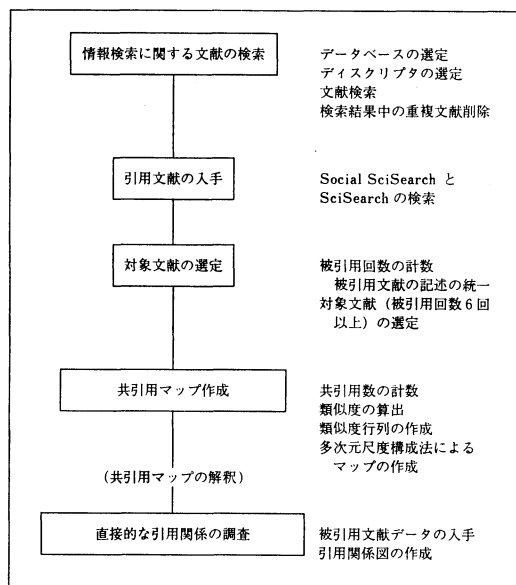 情報検索に関する文献の検索
データベースの選定
ディスクリプタの選定
文献検索
検索結果中の重複文献削除
引用文献の入手
Social SciSearch と
SciSearch の検索
対象文献の選定
被引用回数の計数
被引用文献の記述の統一
対象文献（被引用回数6回
以上）の選定
共引用マップ作成
共引用数の計数
類似度の算出
類似度行列の作成
多次元尺度構成法による
マップの作成
（共引用マップの解釈）
直接的な引用関係の調査
被引用文献データの入手
引用関係図の作成